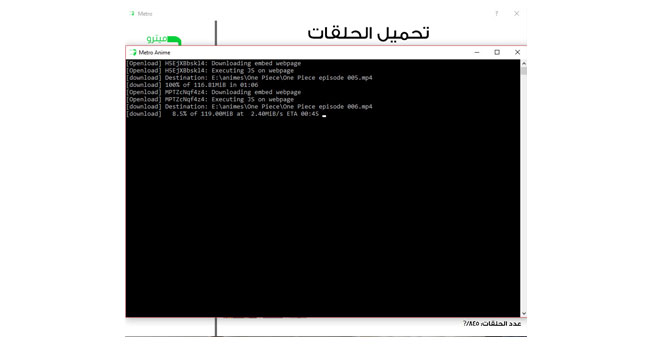 Metro
تحميل الحلقات
ميترو
Metro Anime
[Openload] H5EjXBbskl4: Downloading embed webpage
[Openload] H5EjXBbskl4: Executing JS on webpage
[download] Destination: E:\animes\One Piece\One Piece episode 005.mp4
[download] 100% of 116.81MiB in 01:06
[Openload] MPTZcNqf4z4: Downloading embed webpage
[Openload] MPTZcNqf4z4: Executing JS on webpage
[download] Destination: E:\animes\One Piece\One Piece episode 006.mp4
[download]   8.5% of 119.00MiB at  2.40MiB/s ETA 00:45
عدد الحلقات: ٨٤٥/?